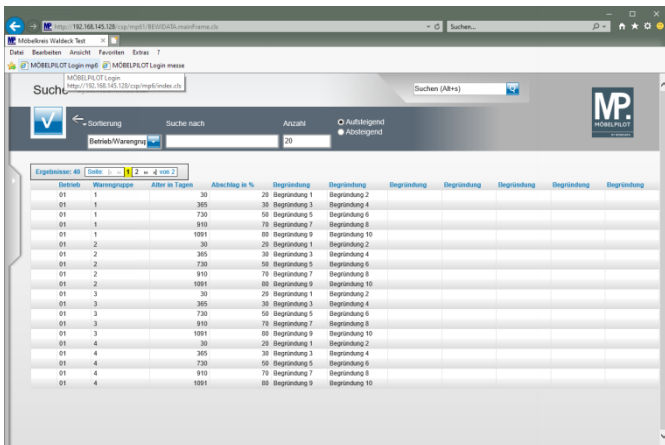 http://192.168.145.128/csp/mp61/BEWDATA.mainFrame.cls
Suchen...
MP Möbelkreis Waldeck Test
Datei Bearbeiten Ansicht Favoriten Extras ?
MÖBELPILOT Login mp6 MÖBELPILOT Login messe
MÖBELPILOT Login
http://192.168.145.128/csp/mp6/index.cls
Suche
Suchen (Alt+s)
MP.
MÖBELPILOT
Sortierung Suche nach Anzahl Aufsteigend
Absteigend
Betrieb/Warengrup 20
Ergebnisse: 40 Seite: 1 2 von 2
Betrieb Warengruppe Alter in Tagen Abschlag in % Begründung Begründung Begründung Begründung Begründung Begründung Begründung
01 1 30 20 Begründung 1 Begründung 2
01 1 365 30 Begründung 3 Begründung 4
01 1 730 50 Begründung 5 Begründung 6
01 1 910 70 Begründung 7 Begründung 8
01 1 1091 80 Begründung 9 Begründung 10
01 2 30 20 Begründung 1 Begründung 2
01 2 365 30 Begründung 3 Begründung 4
01 2 730 50 Begründung 5 Begründung 6
01 2 910 70 Begründung 7 Begründung 8
01 2 1091 80 Begründung 9 Begründung 10
01 3 30 20 Begründung 1 Begründung 2
01 3 365 30 Begründung 3 Begründung 4
01 3 730 50 Begründung 5 Begründung 6
01 3 910 70 Begründung 7 Begründung 8
01 3 1091 80 Begründung 9 Begründung 10
01 4 30 20 Begründung 1 Begründung 2
01 4 365 30 Begründung 3 Begründung 4
01 4 730 50 Begründung 5 Begründung 6
01 4 910 70 Begründung 7 Begründung 8
01 4 1091 80 Begründung 9 Begründung 10